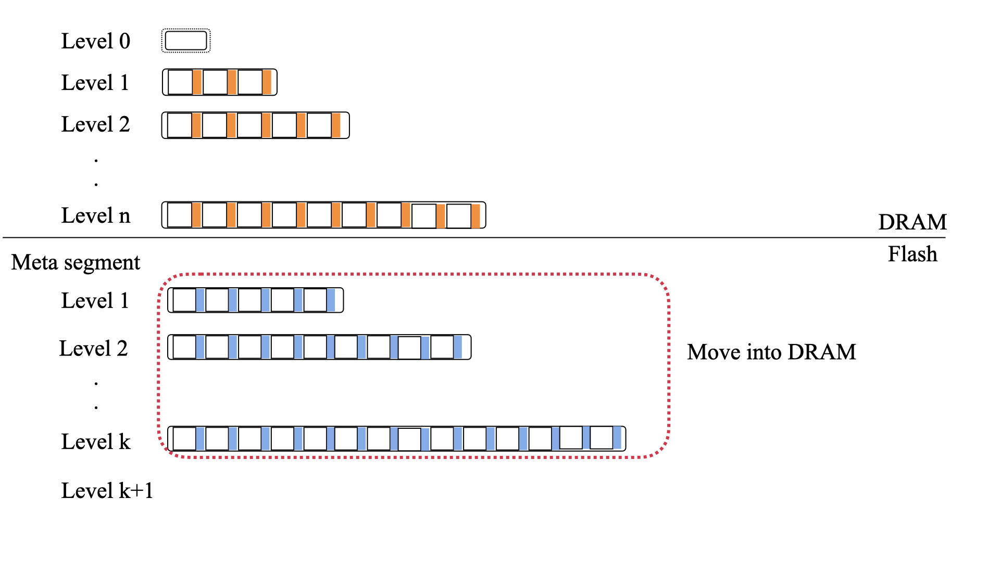 Level 0
Level 1
Level 2
.
.
Level n
DRAM
Flash
Meta segment
Level 1
Level 2
Move into DRAM
.
.
Level k
Level k+1